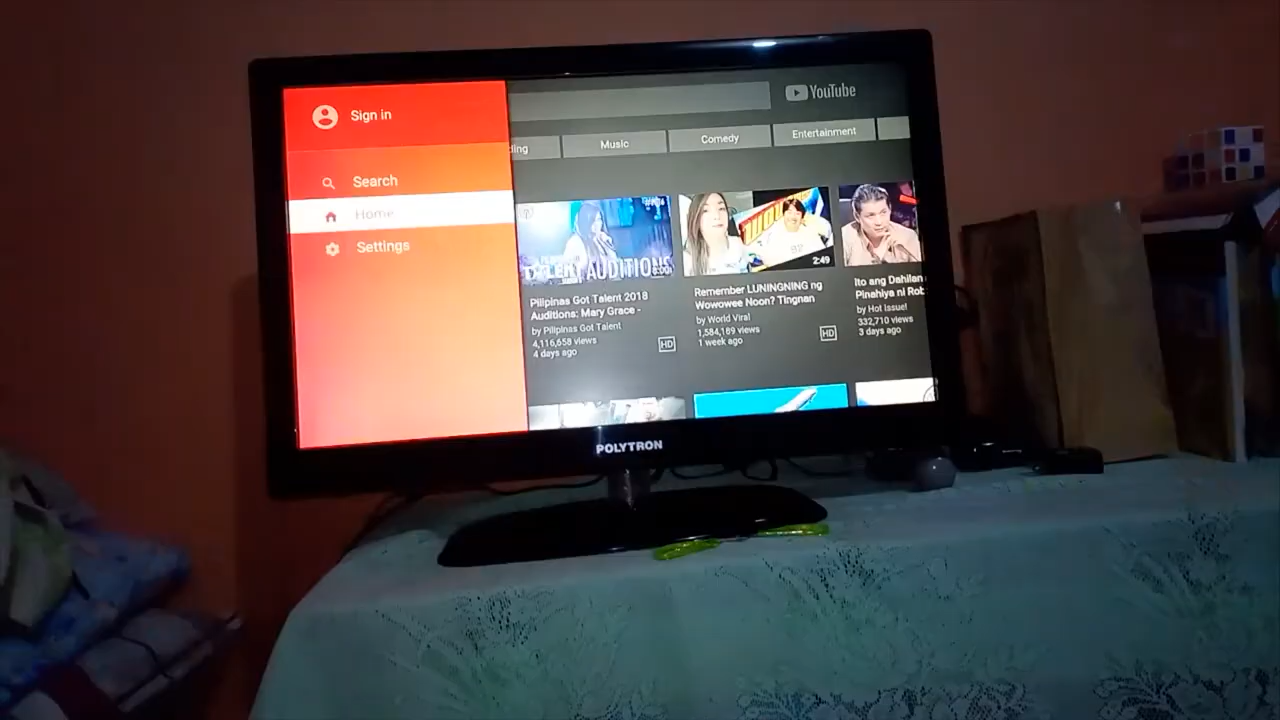 Sign in
Search
Home
Settings
YouTube
ding
Music
Comedy
Entertainment
AUDITIONS
Pilipinas Got Talent 2018
Auditions: Mary Grace -
by Pilipinas Got Talent
4,116,658 views
4 days ago
HD
2:49
Remember LUNINGNING ng
Wowowee Noon? Tingnan
by World Viral
1,584,189 views
1 week ago
HD
Ito ang Dahilan
Pinahiya ni Rob
by Hot Issue!
332,710 views
3 days ago
POLYTRON